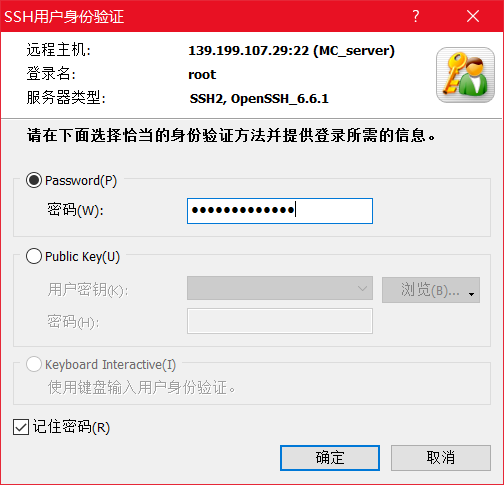 SSH用户身份验证
远程主机: 139.199.107.29:22 (MC_server)
登录名: root
服务器类型: SSH2, OpenSSH_6.6.1
请在下面选择恰当的身份验证方法并提供登录所需的信息。
Password(P)
密码(W): •••••••••••••
Public Key(U)
用户密钥(K): 浏览(B)...
密码(H):
Keyboard Interactive(I)
使用键盘输入用户身份验证。
记住密码(R)
确定 取消